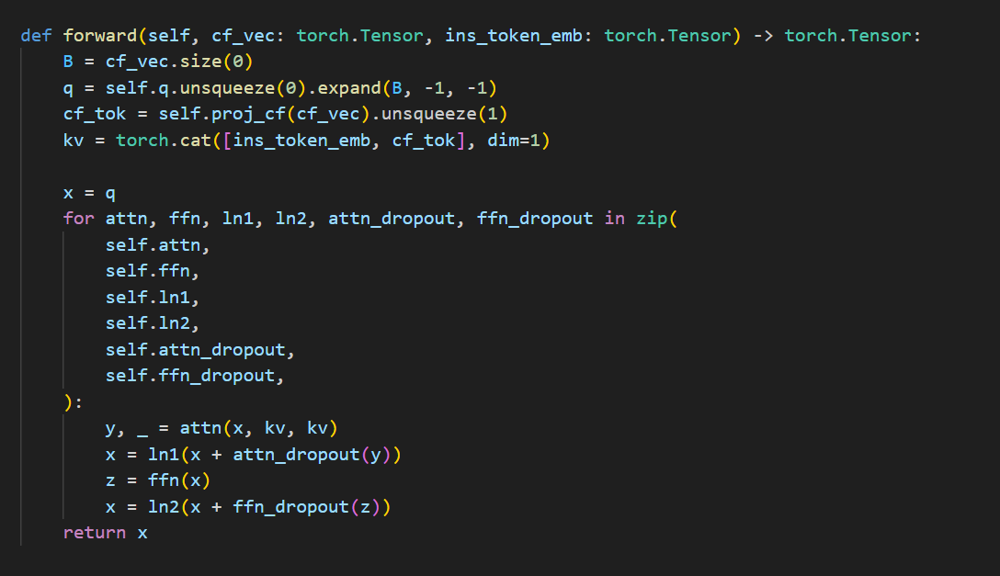 def forward(self, cf_vec: torch.Tensor, ins_token_emb: torch.Tensor) -> torch.Tensor:
    B = cf_vec.size(0)
    q = self.q.unsqueeze(0).expand(B, -1, -1)
    cf_tok = self.proj_cf(cf_vec).unsqueeze(1)
    kv = torch.cat([ins_token_emb, cf_tok], dim=1)

    x = q
    for attn, ffn, ln1, ln2, attn_dropout, ffn_dropout in zip(
        self.attn,
        self.ffn,
        self.ln1,
        self.ln2,
        self.attn_dropout,
        self.ffn_dropout,
    ):
        y, _ = attn(x, kv, kv)
        x = ln1(x + attn_dropout(y))
        z = ffn(x)
        x = ln2(x + ffn_dropout(z))
    return x